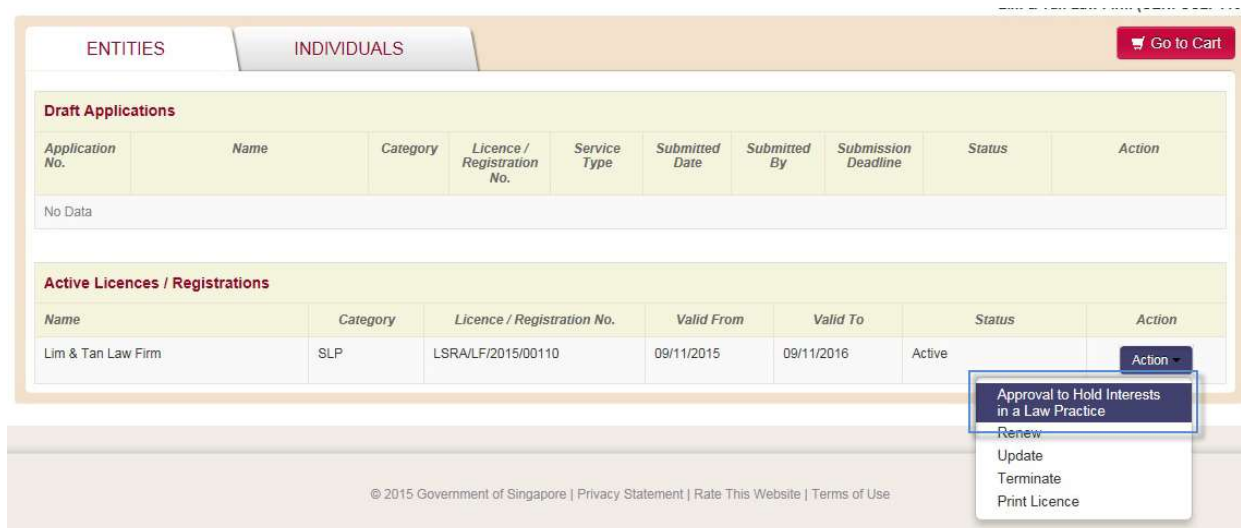 ENTITIES
INDIVIDUALS
Go to Cart
Draft Applications
Application No.
Name
Category
Licence / Registration No.
Service Type
Submitted Date
Submitted By
Submission Deadline
Status
Action
No Data
Active Licences / Registrations
Name
Category
Licence / Registration No.
Valid From
Valid To
Status
Action
Lim & Tan Law Firm
SLP
LSRA/LF/2015/00110
09/11/2015
09/11/2016
Active
Action
Approval to Hold Interests
in a Law Practice
Renew
Update
Terminate
Print Licence
© 2015 Government of Singapore | Privacy Statement | Rate This Website | Terms of Use